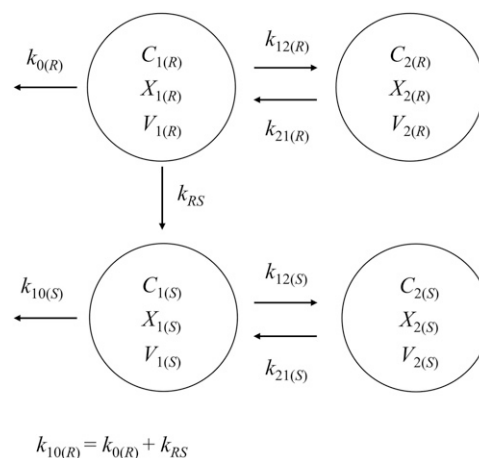 C1(R)
X1(R)
V1(R)
k0(R)
k12(R)
k21(R)
C2(R)
X2(R)
V2(R)
kRS
C1(S)
X1(S)
V1(S)
k10(S)
k12(S)
k21(S)
C2(S)
X2(S)
V2(S)
k10(R) = k0(R) + kRS